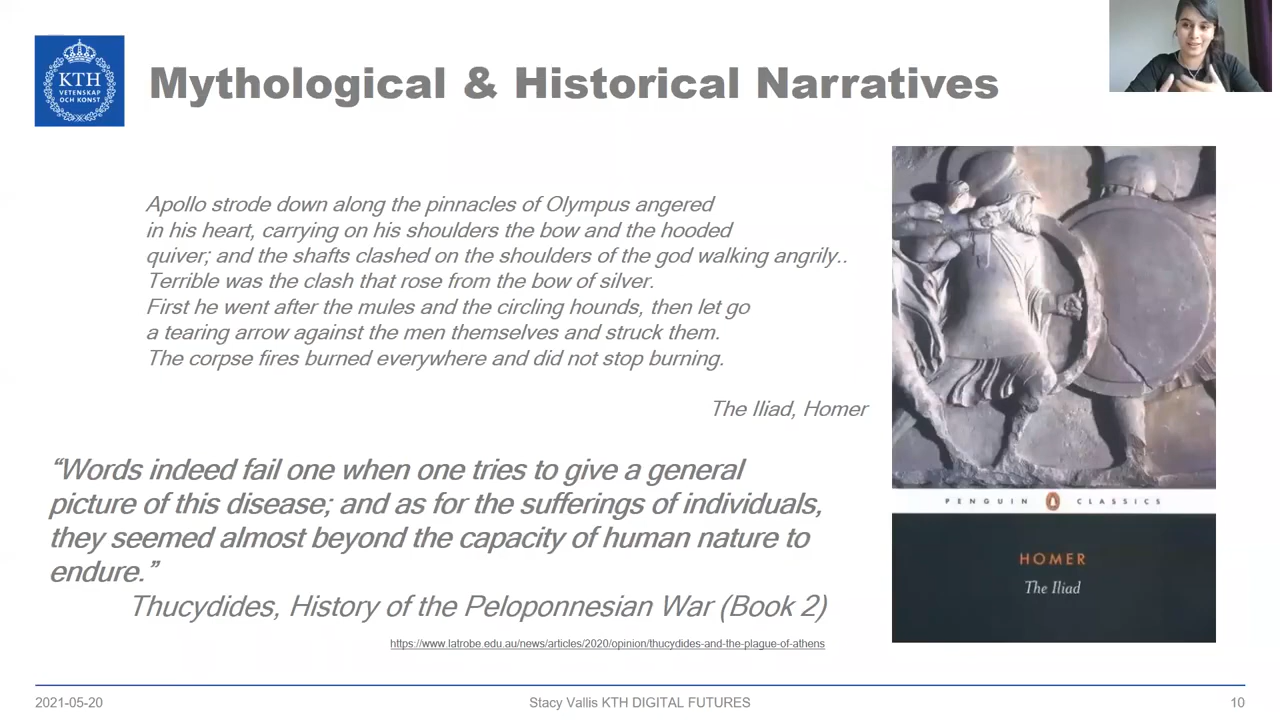 KTH
VETENSKAP
OCH KONST
Mythological & Historical Narratives
Apollo strode down along the pinnacles of Olympus angered
in his heart, carrying on his shoulders the bow and the hooded
quiver; and the shafts clashed on the shoulders of the god walking angrily..
Terrible was the clash that rose from the bow of silver.
First he went after the mules and the circling hounds, then let go
a tearing arrow against the men themselves and struck them.
The corpse fires burned everywhere and did not stop burning.
The Iliad, Homer
“Words indeed fail one when one tries to give a general
picture of this disease; and as for the sufferings of individuals,
they seemed almost beyond the capacity of human nature to
endure.”
Thucydides, History of the Peloponnesian War (Book 2)
https://www.latrobe.edu.au/news/articles/2020/opinion/thucydides-and-the-plague-of-athens
PENGUIN CLASSICS
HOMER
The Iliad
2021-05-20
Stacy Vallis KTH DIGITAL FUTURES
10